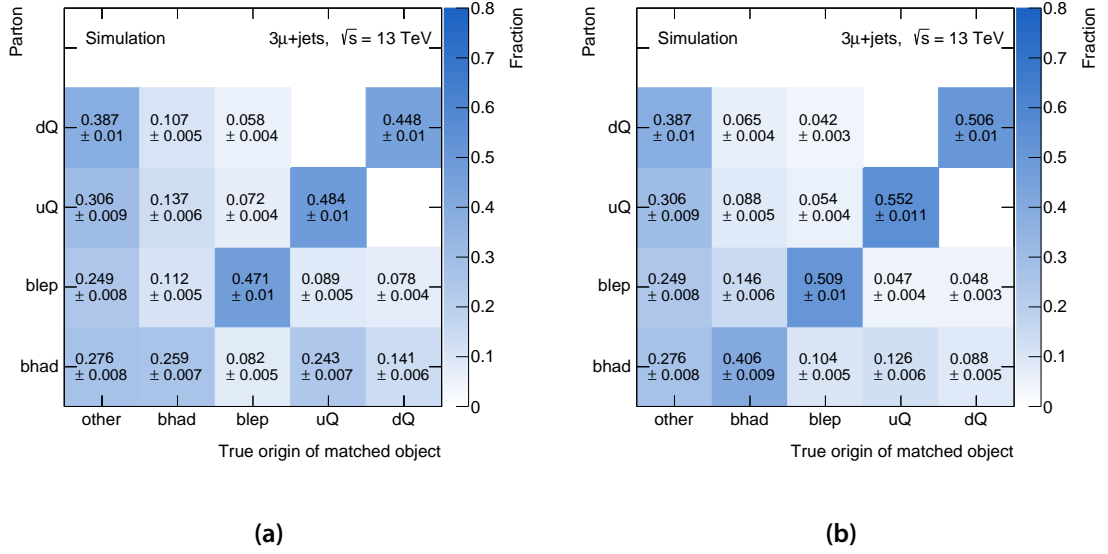 Parton
Simulation
3μ+jets, √s = 13 TeV
Fraction
0.8
0.7
0.6
0.5
0.4
0.3
0.2
0.1
0
dQ
0.387 ± 0.01
0.107 ± 0.005
0.058 ± 0.004
0.448 ± 0.01
uQ
0.306 ± 0.009
0.137 ± 0.006
0.072 ± 0.004
0.484 ± 0.01
blep
0.249 ± 0.008
0.112 ± 0.005
0.471 ± 0.01
0.089 ± 0.005
0.078 ± 0.004
bhad
0.276 ± 0.008
0.259 ± 0.007
0.082 ± 0.005
0.243 ± 0.007
0.141 ± 0.006
other bhad blep uQ dQ
True origin of matched object
(a)
Parton
Simulation
3μ+jets, √s = 13 TeV
Fraction
0.8
0.7
0.6
0.5
0.4
0.3
0.2
0.1
0
dQ
0.387 ± 0.01
0.065 ± 0.004
0.042 ± 0.003
0.506 ± 0.01
uQ
0.306 ± 0.009
0.088 ± 0.005
0.054 ± 0.004
0.552 ± 0.011
blep
0.249 ± 0.008
0.146 ± 0.006
0.509 ± 0.01
0.047 ± 0.004
0.048 ± 0.003
bhad
0.276 ± 0.008
0.406 ± 0.009
0.104 ± 0.005
0.126 ± 0.006
0.088 ± 0.005
other bhad blep uQ dQ
True origin of matched object
(b)